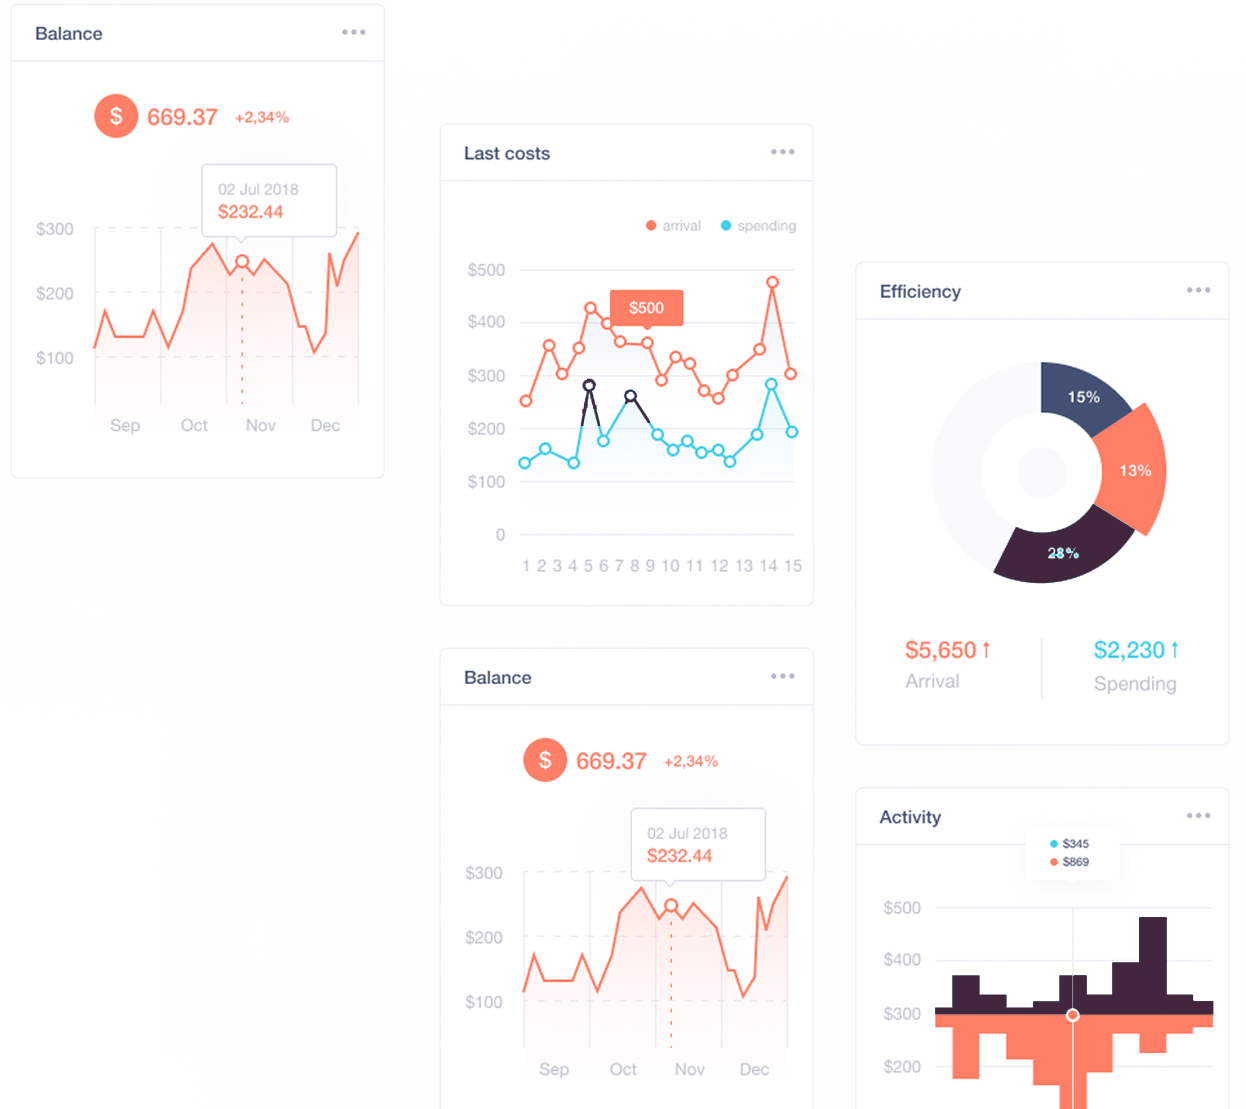 Balance
$ 669.37 +2,34%
02 Jul 2018
$232.44
$300
$200
$100
Sep Oct Nov Dec
Last costs
arrival spending
$500
$500
$400
$300
$200
$100
0
1 2 3 4 5 6 7 8 9 10 11 12 13 14 15
Balance
$ 669.37 +2,34%
02 Jul 2018
$232.44
$300
$200
$100
Sep Oct Nov Dec
Efficiency
15%
13%
28%
$5,650 ↑ $2,230 ↑
Arrival Spending
Activity
$345
$869
$500
$400
$300
$200